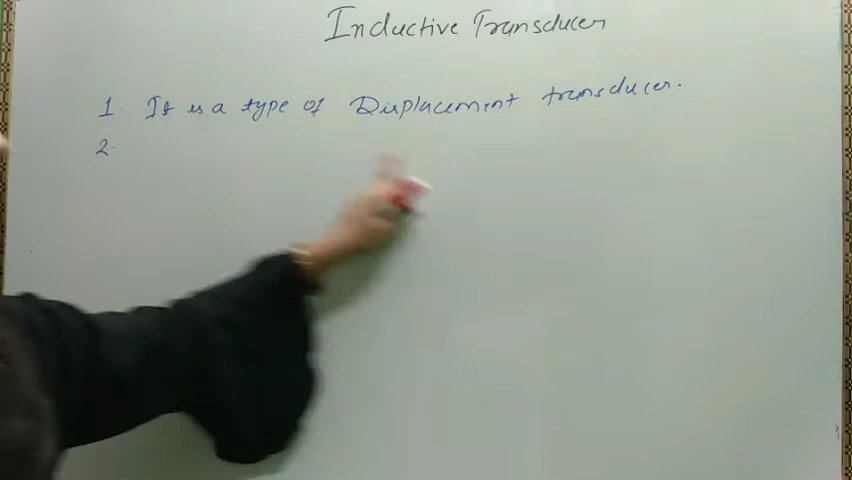 Inductive Transducer
1. It is a type of Displacement transducer.
2.